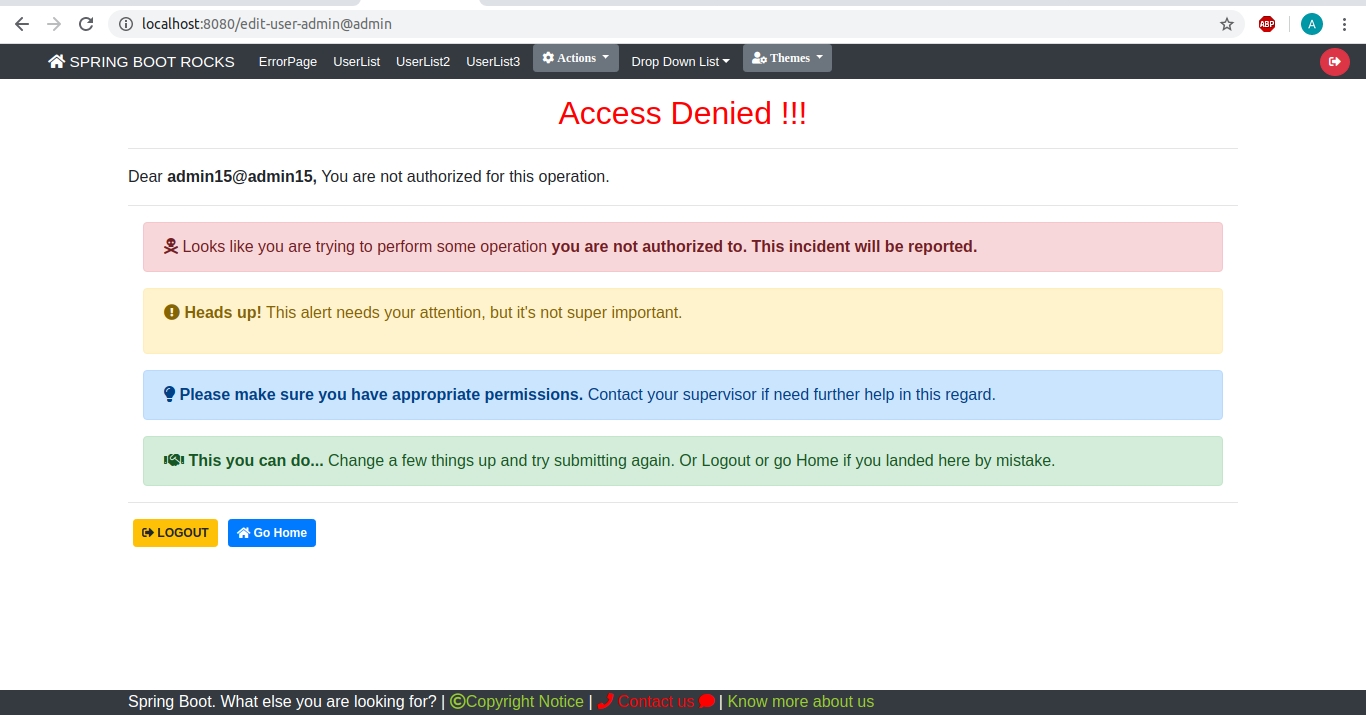 localhost:8080/edit-user-admin@admin
ABP
A
SPRING BOOT ROCKS ErrorPage UserList UserList2 UserList3 Actions Drop Down List Themes
Access Denied !!!
Dear admin15@admin15, You are not authorized for this operation.
Looks like you are trying to perform some operation you are not authorized to. This incident will be reported.
Heads up! This alert needs your attention, but it's not super important.
Please make sure you have appropriate permissions. Contact your supervisor if need further help in this regard.
This you can do... Change a few things up and try submitting again. Or Logout or go Home if you landed here by mistake.
LOGOUT Go Home
Spring Boot. What else you are looking for? | ©Copyright Notice | Contact us | Know more about us